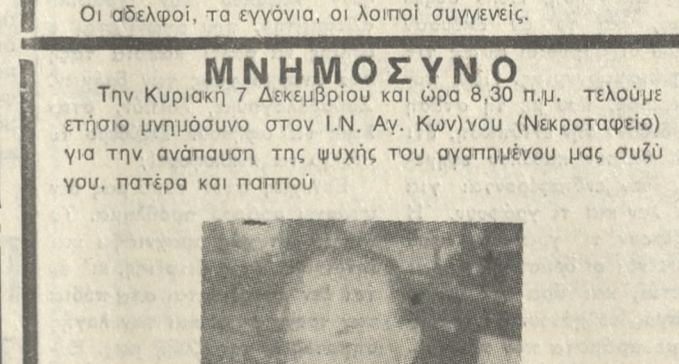 Οι αδελφοί, τα εγγόνια, οι λοιποί συγγενείς.
ΜΝΗΜΟΣΥΝΟ
Την Κυριακή 7 Δεκεμβρίου και ώρα 8,30 π.μ. τελούμε
ετήσιο μνημόσυνο στον Ι.Ν. Αγ. Κων)νου (Νεκροταφείο)
για την ανάπαυση της ψυχής του αγαπημένου μας συζύ
γου, πατέρα και παππού